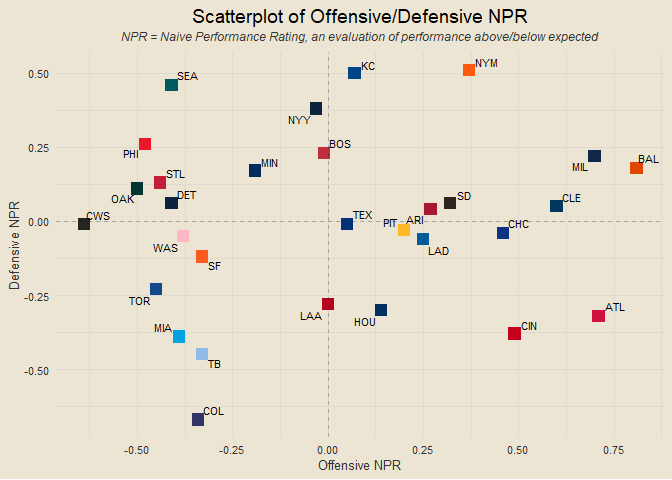 Scatterplot of Offensive/Defensive NPR
NPR = Naive Performance Rating, an evaluation of performance above/below expected
0.50
0.25
0.00
-0.25
-0.50
Defensive NPR
SEA
KC
NYM
NYY
PHI
BOS
MIN
MIL
BAL
STL
OAK
DET
CWS
SD
CLE
TEX
PIT
ARI
CHC
WAS
LAD
SF
TOR
LAA
HOU
ATL
MIA
CIN
TB
COL
-0.50
-0.25
0.00
0.25
0.50
0.75
Offensive NPR